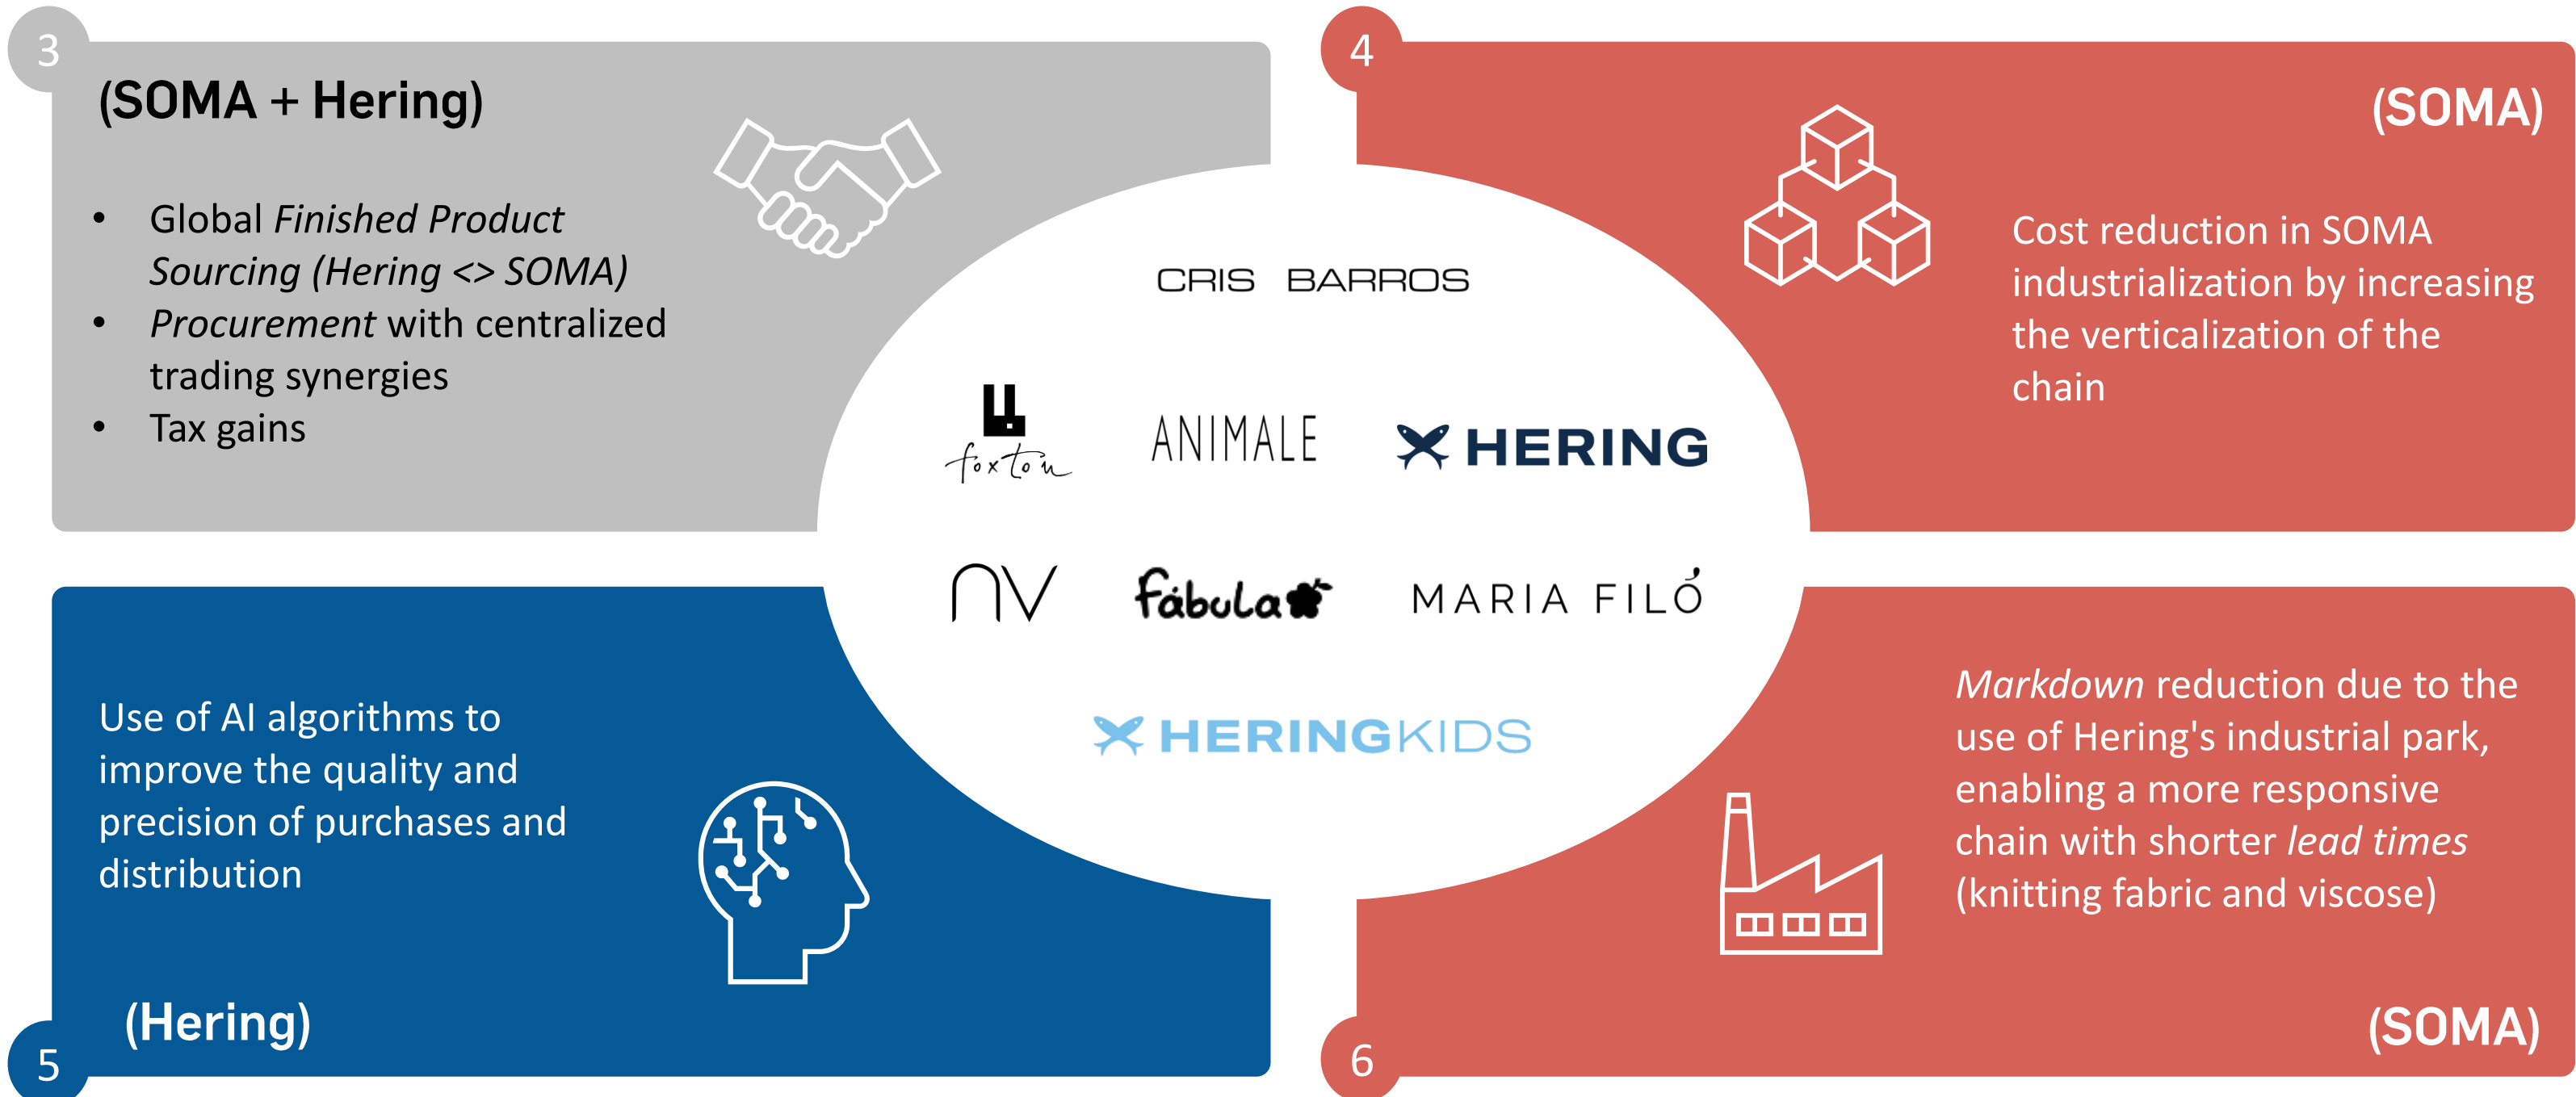 3
(SOMA + Hering)
• Global Finished Product
Sourcing (Hering <> SOMA)
• Procurement with centralized
trading synergies
• Tax gains
4
(SOMA)
Cost reduction in SOMA
industrialization by increasing
the verticalization of the
chain
CRIS BARROS
foxton
ANIMALE
HERING
NV
fábula
MARIA FILÓ
HERINGKIDS
Use of AI algorithms to
improve the quality and
precision of purchases and
distribution
(Hering)
5
Markdown reduction due to the
use of Hering's industrial park,
enabling a more responsive
chain with shorter lead times
(knitting fabric and viscose)
(SOMA)
6